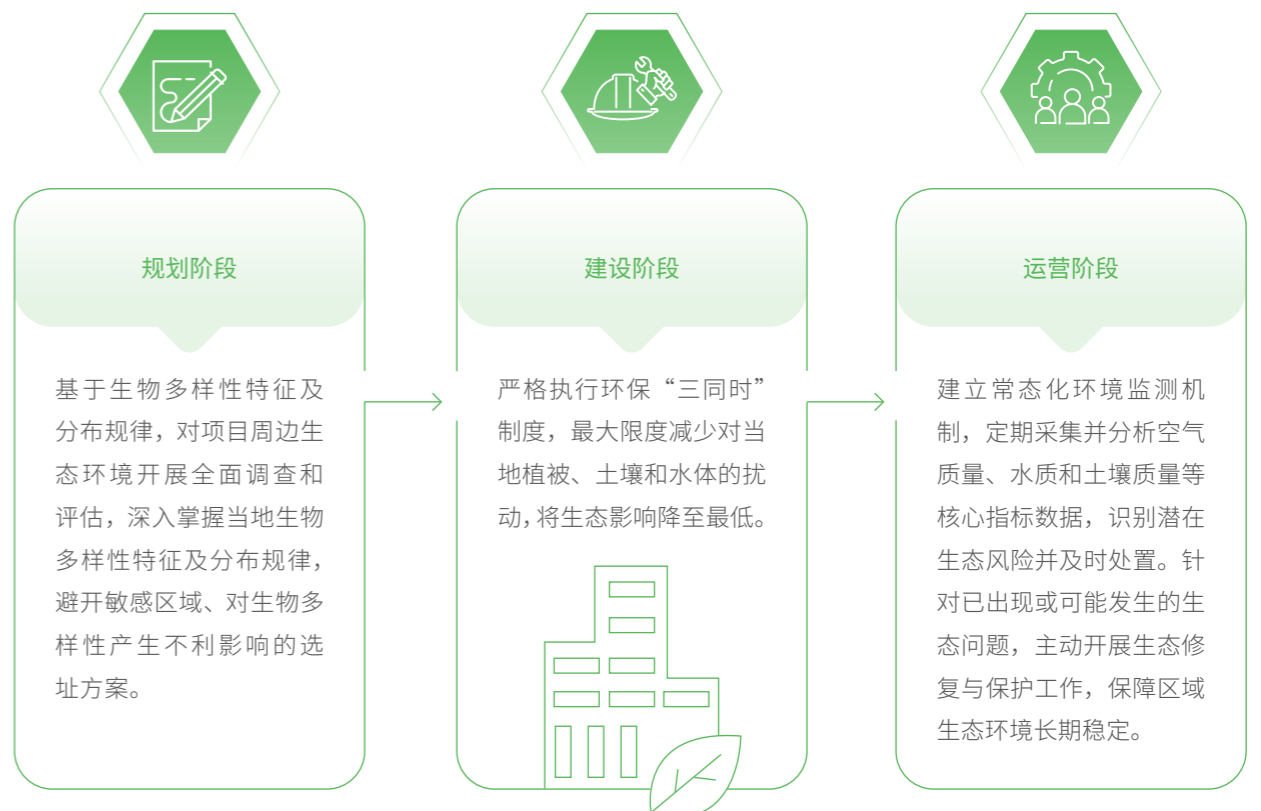 规划阶段
基于生物多样性特征及
分布规律，对项目周边生
态环境开展全面调查和
评估，深入掌握当地生物
多样性特征及分布规律，
避开敏感区域、对生物多
样性产生不利影响的选
址方案。
建设阶段
严格执行环保“三同时”
制度，最大限度减少对当
地植被、土壤和水体的扰
动，将生态影响降至最低。
运营阶段
建立常态化环境监测机
制，定期采集并分析空气
质量、水质和土壤质量等
核心指标数据，识别潜在
生态风险并及时处置。针
对已出现或可能发生的生
态问题，主动开展生态修
复与保护工作，保障区域
生态环境长期稳定。